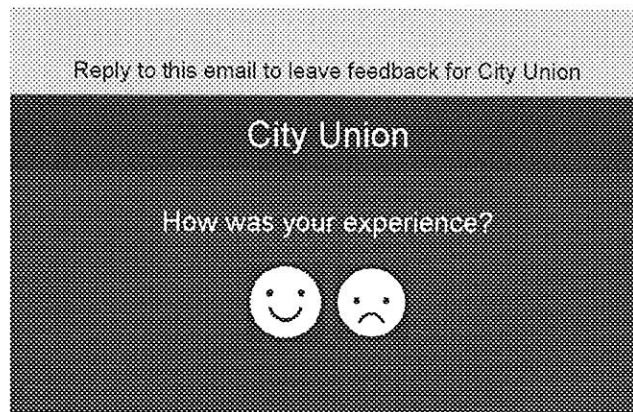 Reply to this email to leave feedback for City Union
City Union
How was your experience?